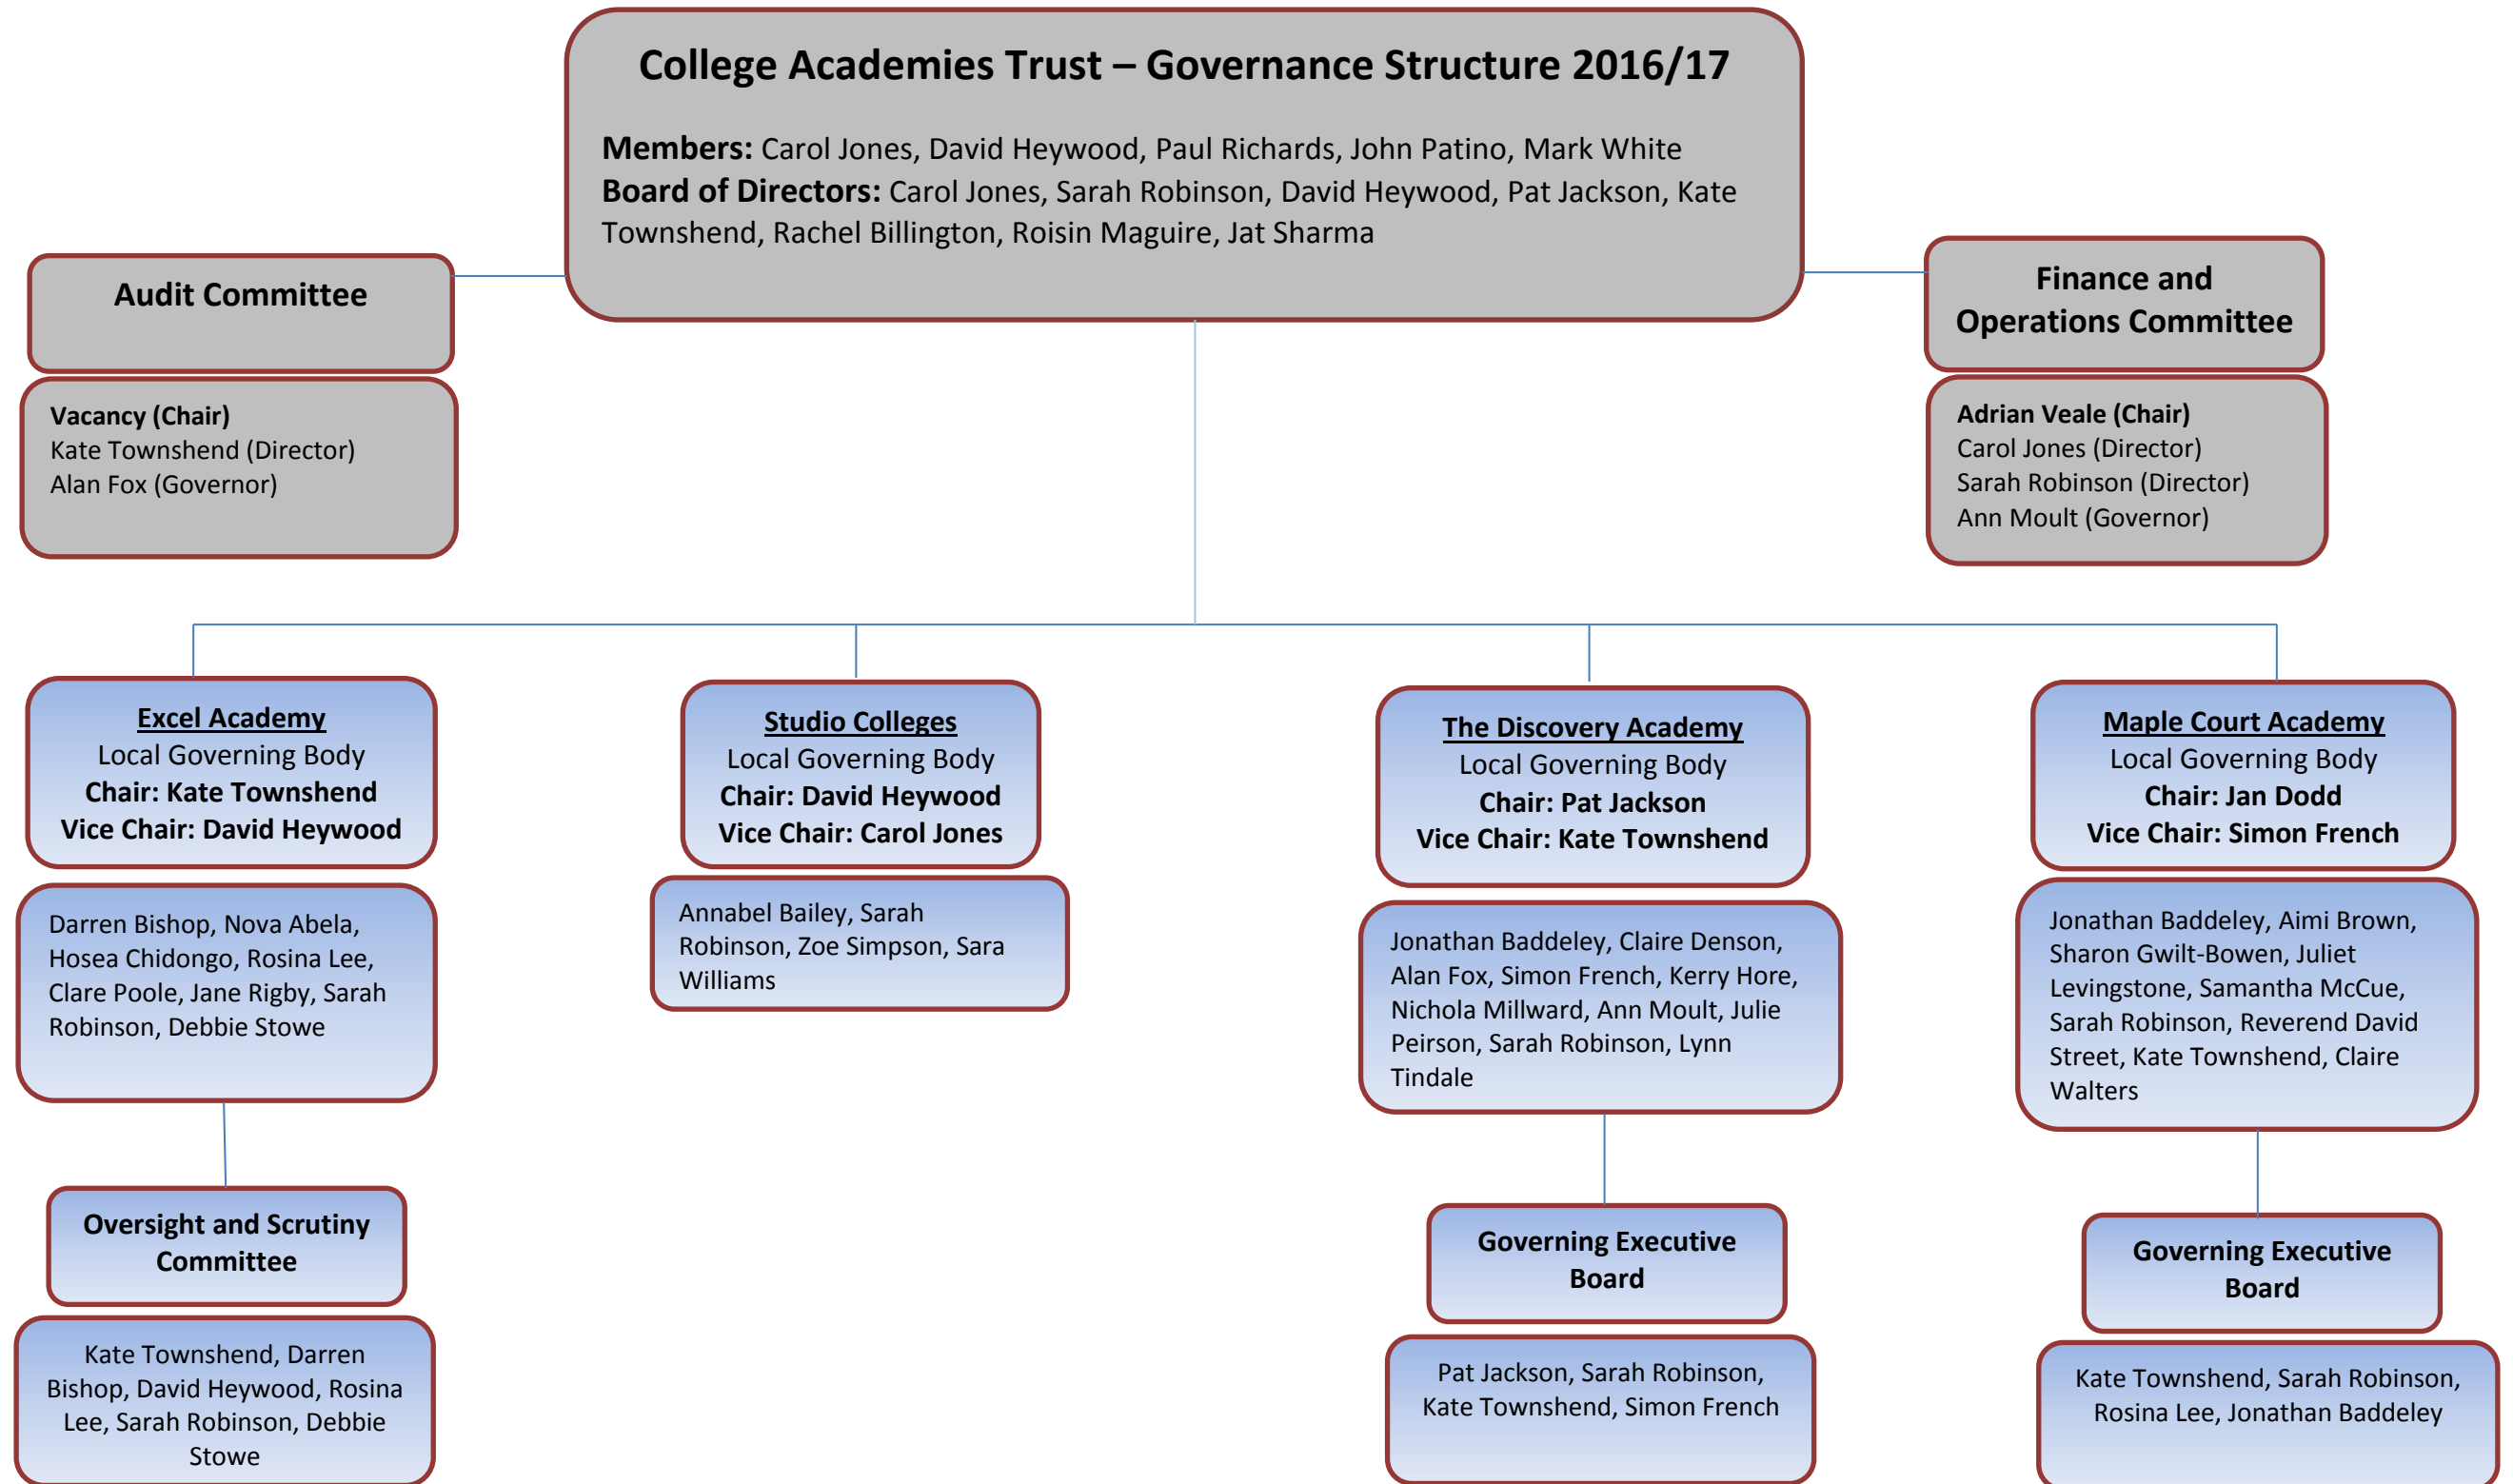 College Academies Trust – Governance Structure 2016/17
Members: Carol Jones, David Heywood, Paul Richards, John Patino, Mark White
Board of Directors: Carol Jones, Sarah Robinson, David Heywood, Pat Jackson, Kate
Townshend, Rachel Billington, Roisin Maguire, Jat Sharma
Audit Committee
Vacancy (Chair)
Kate Townshend (Director)
Alan Fox (Governor)
Finance and
Operations Committee
Adrian Veale (Chair)
Carol Jones (Director)
Sarah Robinson (Director)
Ann Moult (Governor)
Excel Academy
Local Governing Body
Chair: Kate Townshend
Vice Chair: David Heywood
Darren Bishop, Nova Abela,
Hosea Chidongo, Rosina Lee,
Clare Poole, Jane Rigby, Sarah
Robinson, Debbie Stowe
Oversight and Scrutiny
Committee
Kate Townshend, Darren
Bishop, David Heywood, Rosina
Lee, Sarah Robinson, Debbie
Stowe
Studio Colleges
Local Governing Body
Chair: David Heywood
Vice Chair: Carol Jones
Annabel Bailey, Sarah
Robinson, Zoe Simpson, Sara
Williams
The Discovery Academy
Local Governing Body
Chair: Pat Jackson
Vice Chair: Kate Townshend
Jonathan Baddeley, Claire Denson,
Alan Fox, Simon French, Kerry Hore,
Nichola Millward, Ann Moult, Julie
Peirson, Sarah Robinson, Lynn
Tindale
Governing Executive
Board
Pat Jackson, Sarah Robinson,
Kate Townshend, Simon French
Maple Court Academy
Local Governing Body
Chair: Jan Dodd
Vice Chair: Simon French
Jonathan Baddeley, Aimi Brown,
Sharon Gwilt-Bowen, Juliet
Levingstone, Samantha McCue,
Sarah Robinson, Reverend David
Street, Kate Townshend, Claire
Walters
Governing Executive
Board
Kate Townshend, Sarah Robinson,
Rosina Lee, Jonathan Baddeley